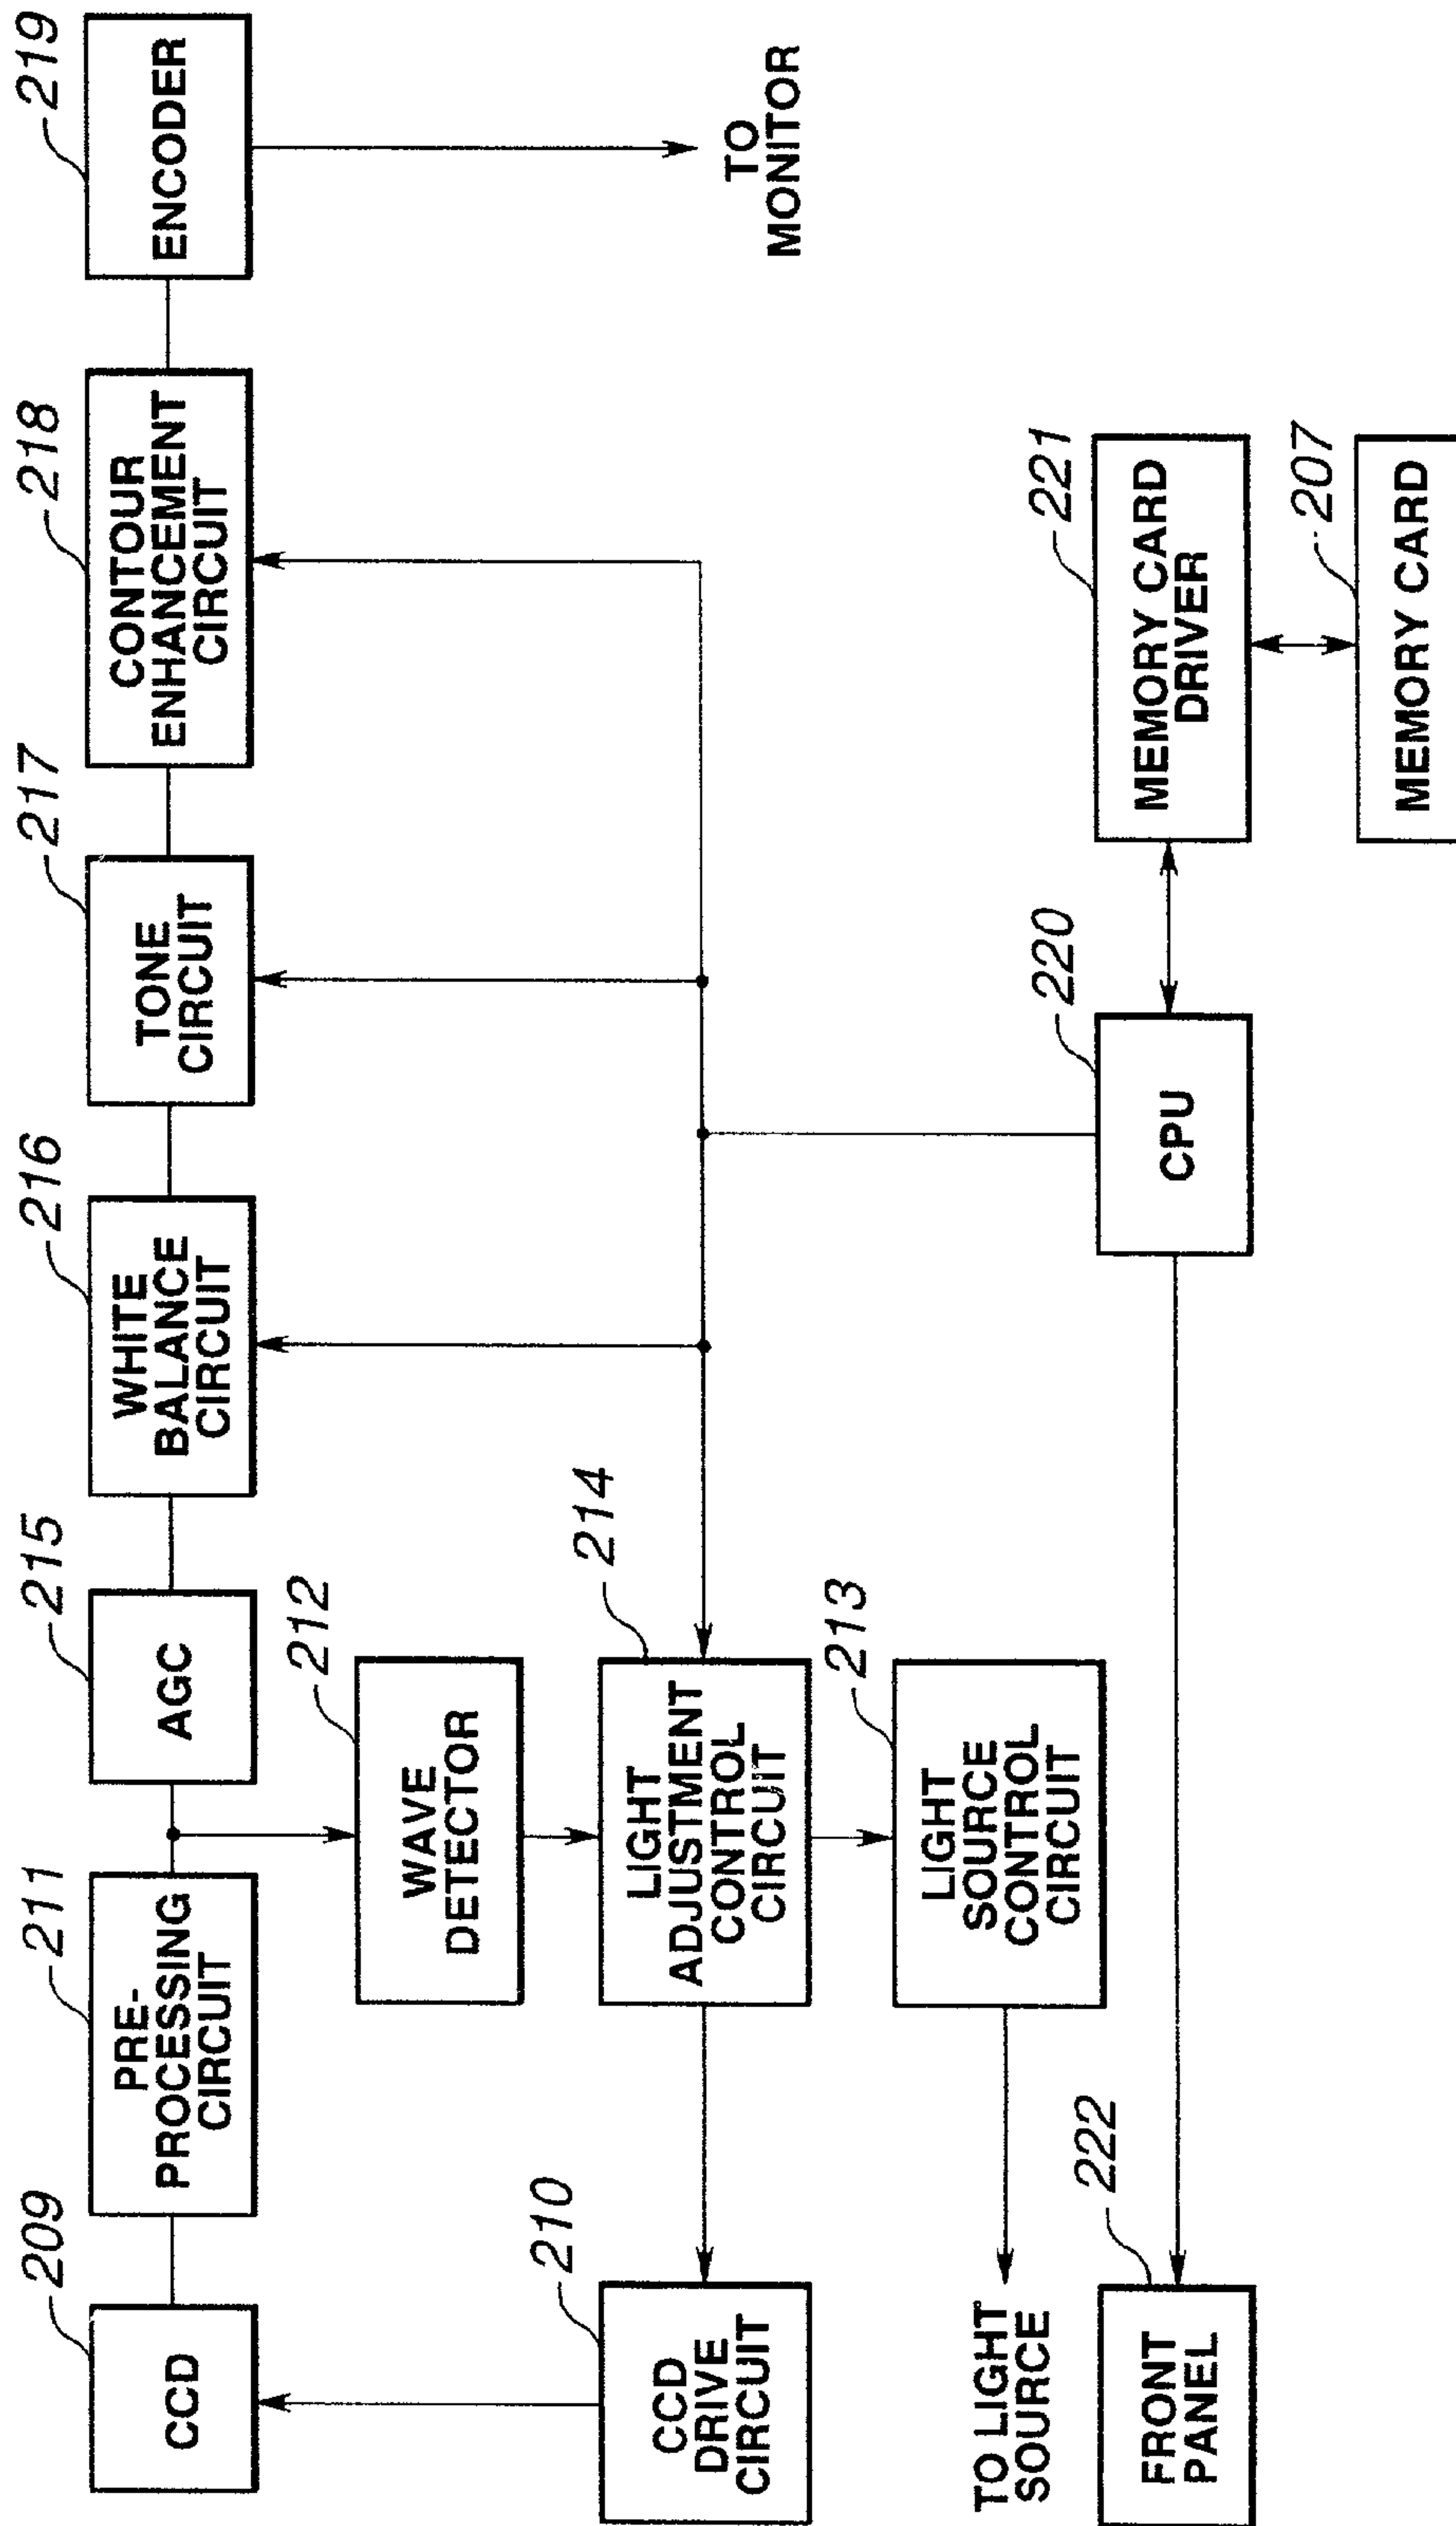 209
CCD
211
PRE-
PROCESSING
CIRCUIT
215
AGC
216
WHITE
BALANCE
CIRCUIT
217
TONE
CIRCUIT
218
CONTOUR
ENHANCEMENT
CIRCUIT
219
ENCODER
212
WAVE
DETECTOR
210
CCD
DRIVE
CIRCUIT
214
LIGHT
ADJUSTMENT
CONTROL
CIRCUIT
TO
MONITOR
213
LIGHT
SOURCE
CONTROL
CIRCUIT
TO LIGHT
SOURCE
222
FRONT
PANEL
220
CPU
221
MEMORY CARD
DRIVER
207
MEMORY CARD